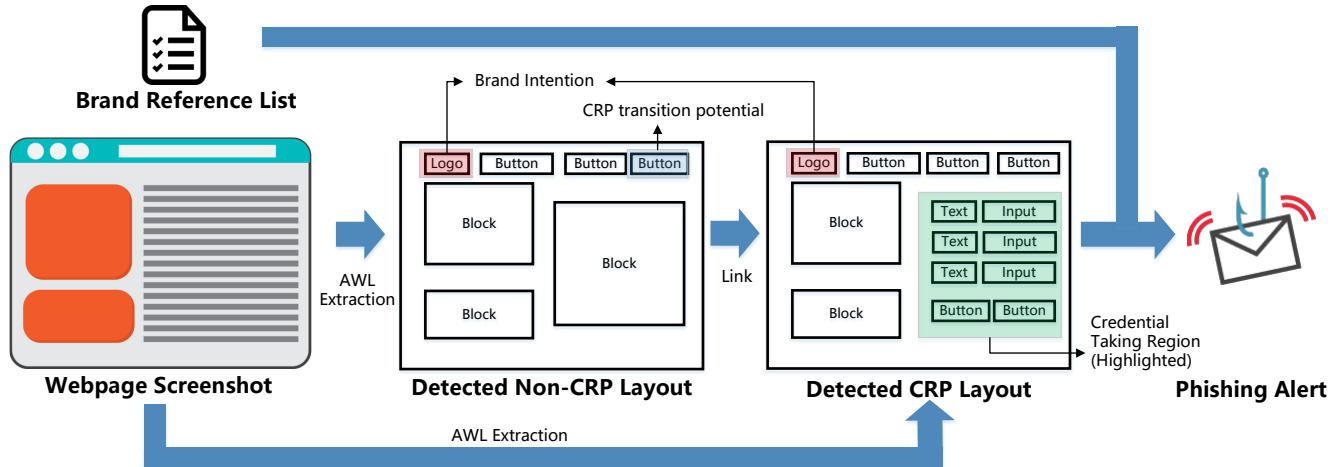 Brand Reference List
Brand Intention
CRP transition potential
Logo
Button
Button
Button
Block
Block
Block
AWL
Extraction
Link
Logo
Button
Button
Button
Block
Block
Text
Input
Text
Input
Text
Input
Button
Button
Credential
Taking Region
(Highlighted)
Webpage Screenshot
Detected Non-CRP Layout
Detected CRP Layout
Phishing Alert
AWL Extraction